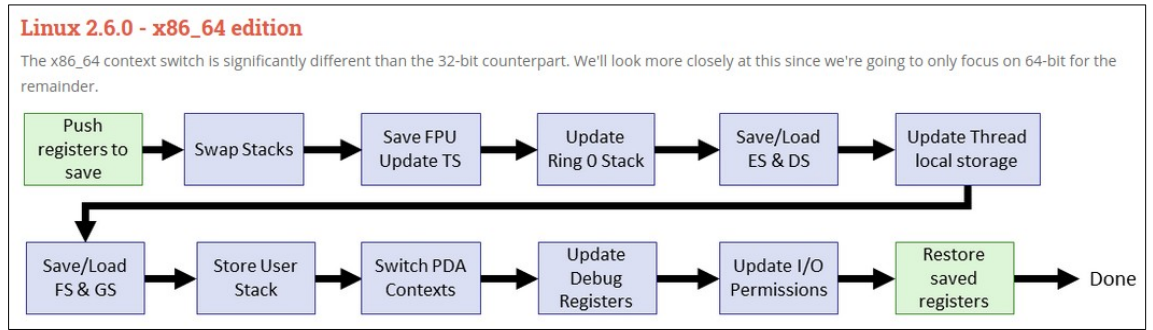 Linux 2.6.0 - x86_64 edition
The x86_64 context switch is significantly different than the 32-bit counterpart. We'll look more closely at this since we're going to only focus on 64-bit for the
remainder.
Push
registers to
save
Swap Stacks
Save FPU
Update TS
Update
Ring 0 Stack
Save/Load
ES & DS
Update Thread
local storage
Save/Load
FS & GS
Store User
Stack
Switch PDA
Contexts
Update
Debug
Registers
Update I/O
Permissions
Restore
saved
registers
Done